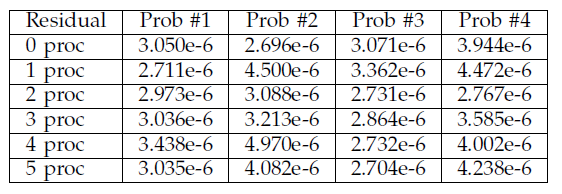 Residual Prob #1 Prob #2 Prob #3 Prob #4
0 proc 3.050e-6 2.696e-6 3.071e-6 3.944e-6
1 proc 2.711e-6 4.500e-6 3.362e-6 4.472e-6
2 proc 2.973e-6 3.088e-6 2.731e-6 2.767e-6
3 proc 3.036e-6 3.213e-6 2.864e-6 3.585e-6
4 proc 3.438e-6 4.970e-6 2.732e-6 4.002e-6
5 proc 3.035e-6 4.082e-6 2.704e-6 4.238e-6